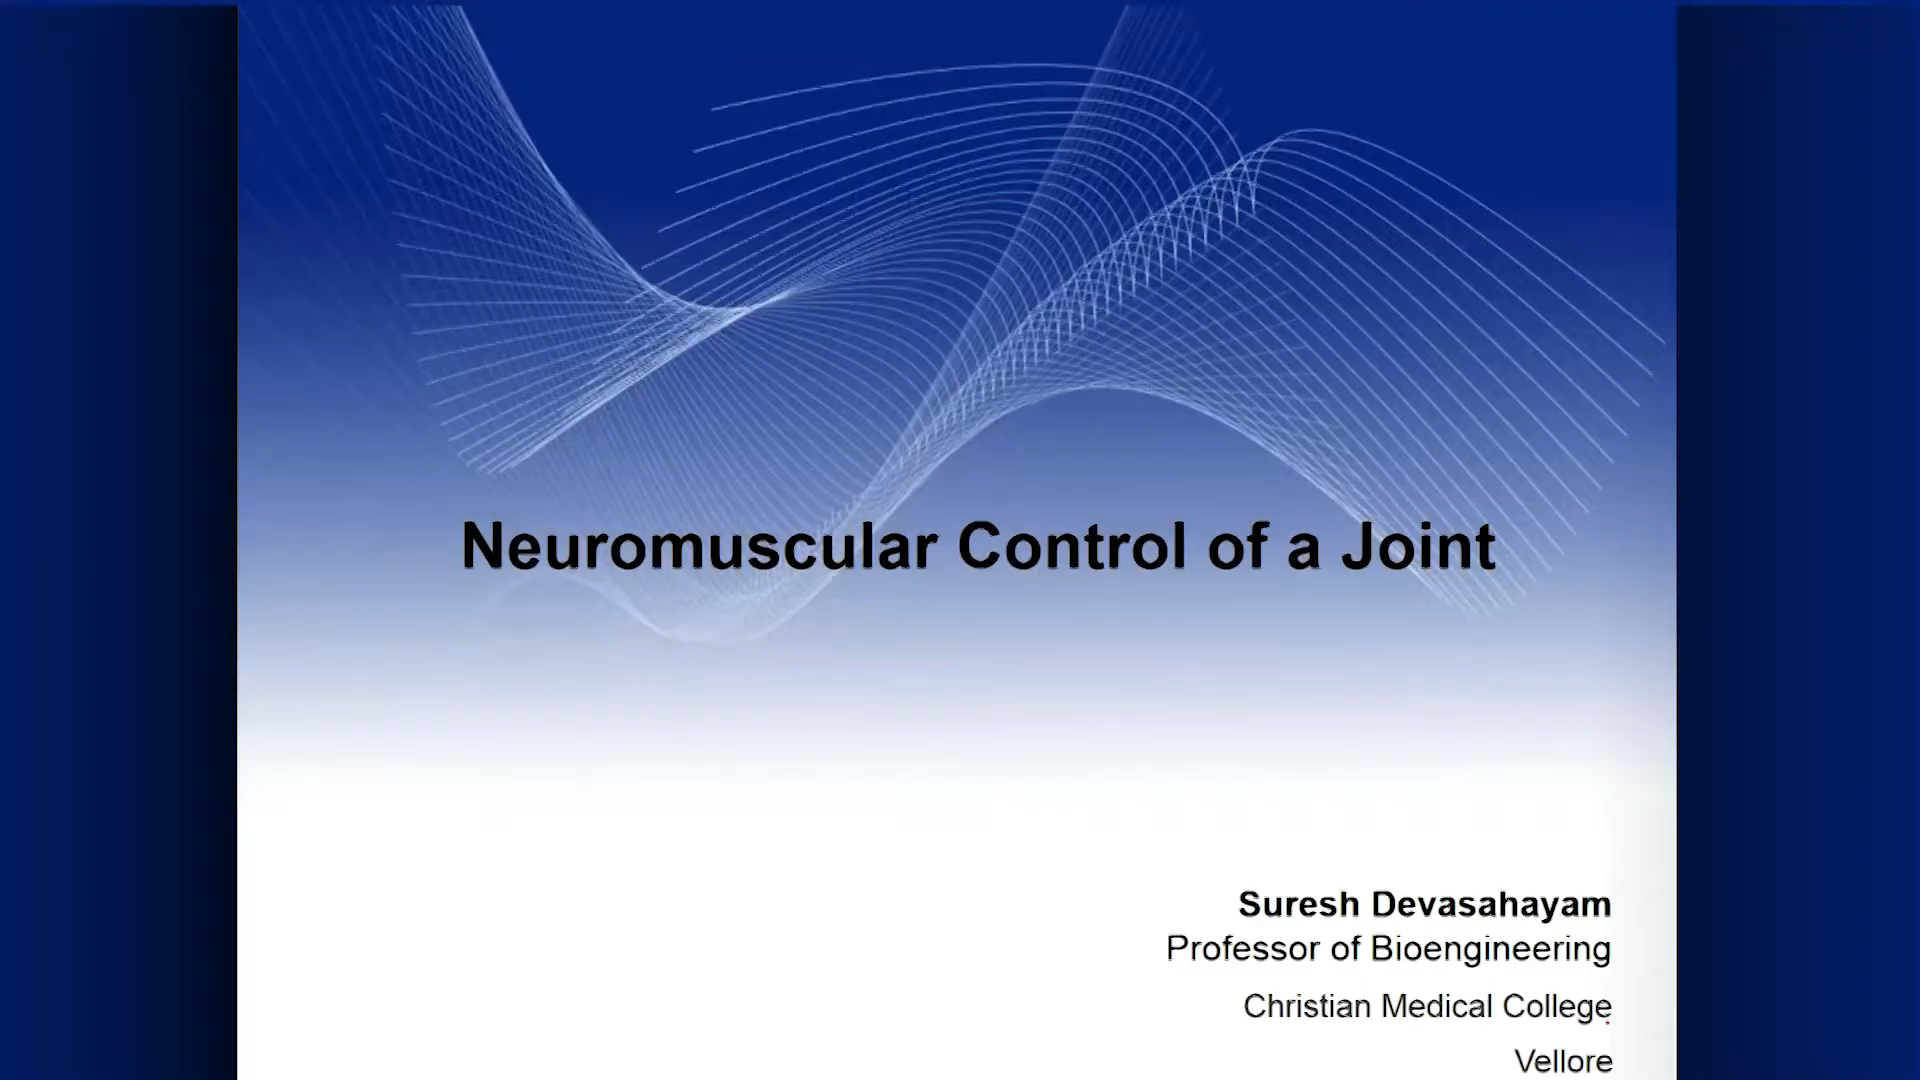 Neuromuscular Control of a Joint
Suresh Devasahayam
Professor of Bioengineering
Christian Medical College
Vellore